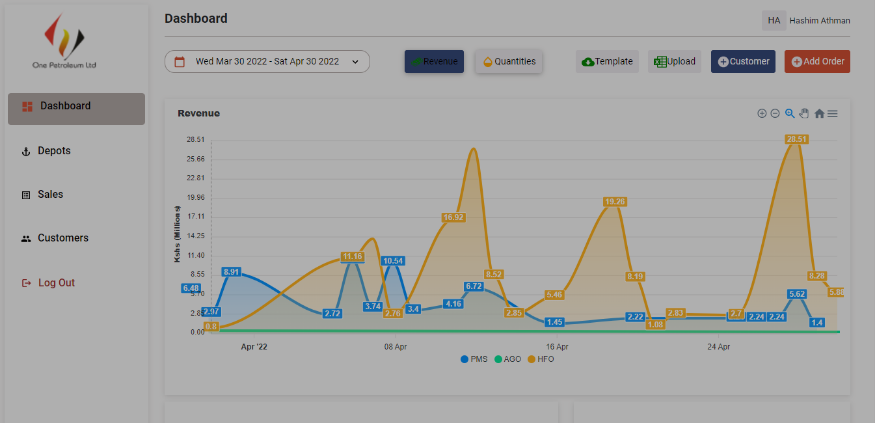 One Petroleum Ltd
Dashboard
HA Hashim Athman
Dashboard
Depots
Sales
Customers
Log Out
Wed Mar 30 2022 - Sat Apr 30 2022
Revenue
Quantities
Template
Upload
Customer
Add Order
Revenue
Kshs (Millions)
28.51
25.66
22.81
19.96
17.11
14.25
11.40
8.55
5.70
0.00
6.48
2.97
8.91
2.72
3.74
10.54
3.4
4.16
6.72
1.45
2.22
2.24
2.24
5.62
1.4
0.8
11.16
2.76
16.92
8.52
2.85
5.46
19.26
8.19
1.08
2.83
2.7
28.51
8.28
Apr '22
08 Apr
16 Apr
24 Apr
PMS AGO HFO